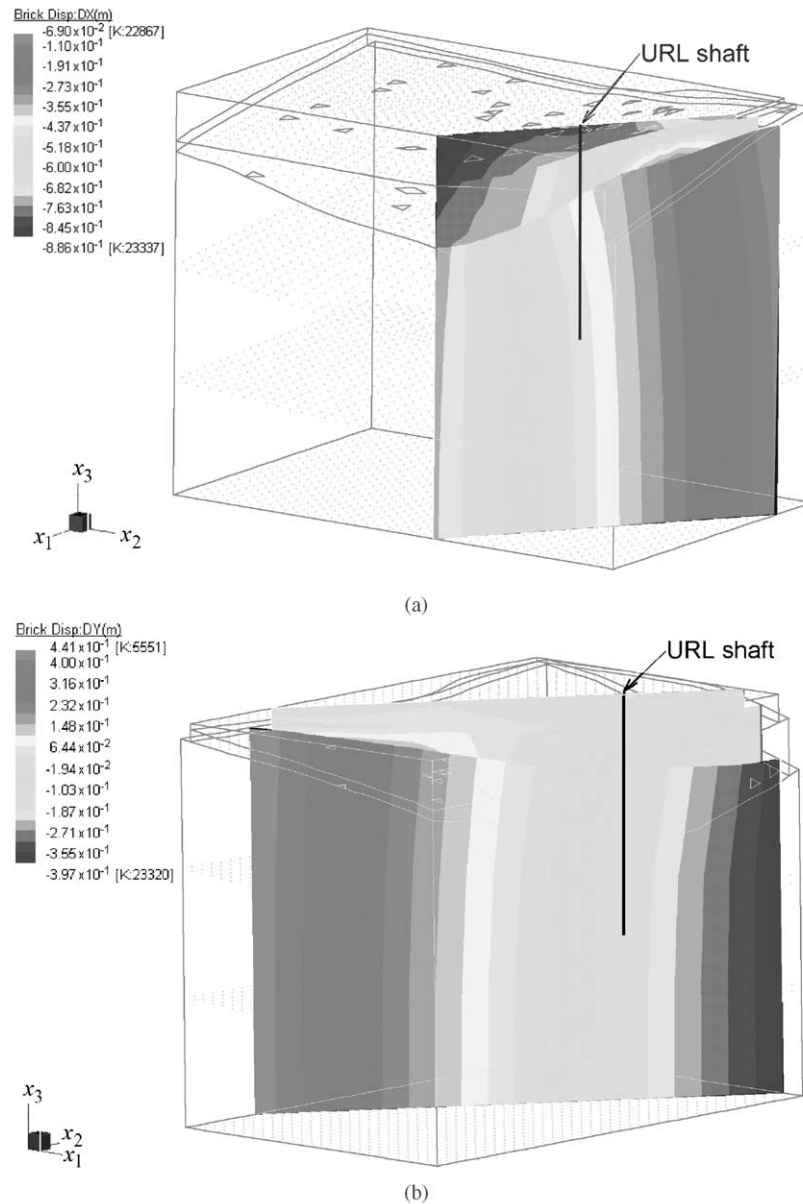 Brick Disp:DX(m)
-6.90x10⁻² [K:22867]
-1.10x10⁻¹
-1.91x10⁻¹
-2.73x10⁻¹
-3.55x10⁻¹
-4.37x10⁻¹
-5.18x10⁻¹
-6.00x10⁻¹
-6.82x10⁻¹
-7.63x10⁻¹
-8.45x10⁻¹
-8.86x10⁻¹ [K:23337]
URL shaft
x₃
x₁
x₂
(a)
Brick Disp:DY(m)
4.41x10⁻¹ [K:5551]
4.00x10⁻¹
3.16x10⁻¹
2.32x10⁻¹
1.48x10⁻¹
6.44x10⁻²
-1.94x10⁻²
-1.03x10⁻¹
-1.87x10⁻¹
-2.71x10⁻¹
-3.55x10⁻¹
-3.97x10⁻¹ [K:23320]
URL shaft
x₃
x₂
x₁
(b)